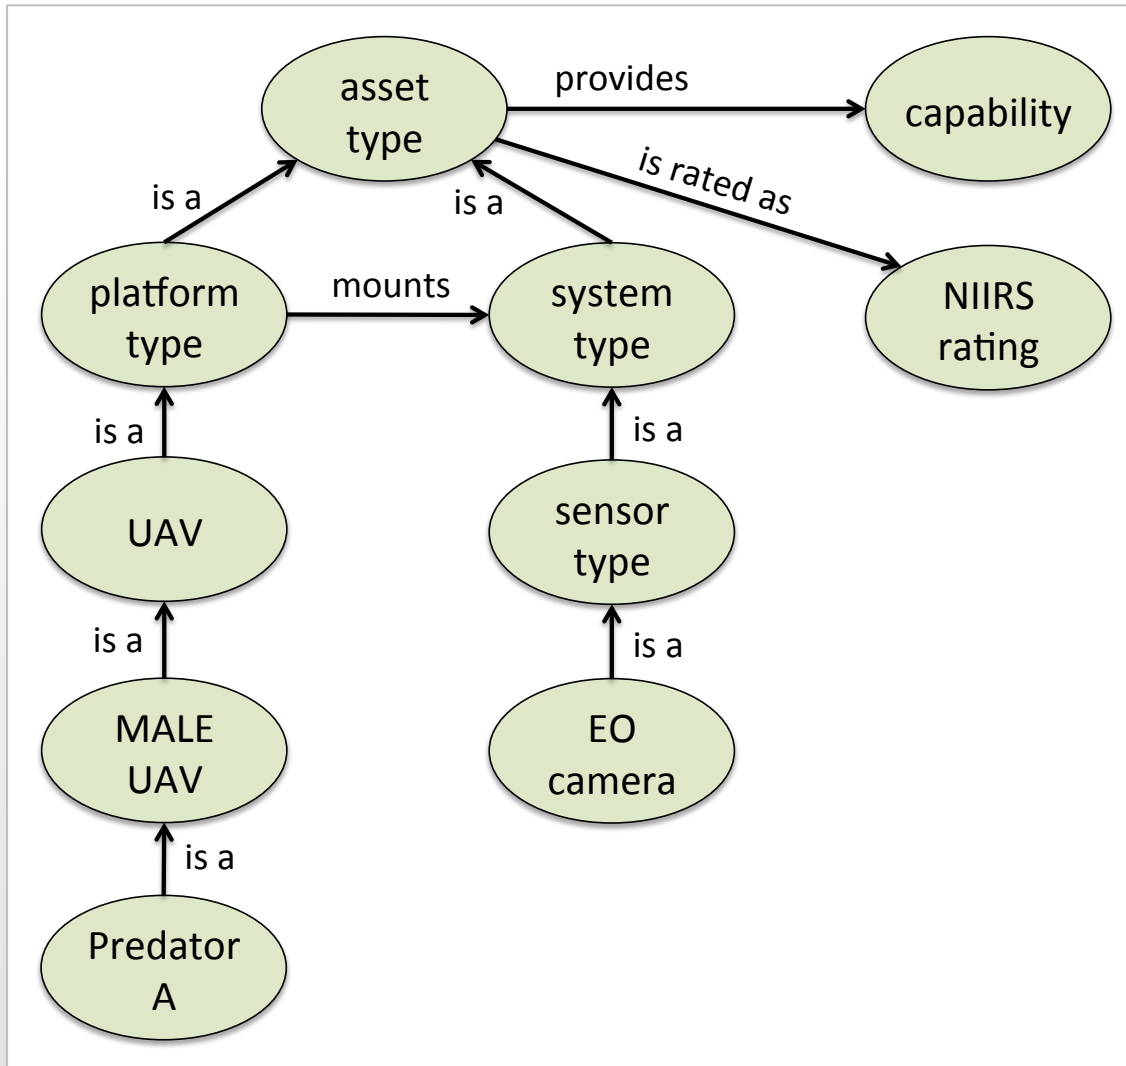 asset
type
provides
capability
is rated as
is a
is a
platform
type
mounts
system
type
NIIRS
rating
is a
is a
UAV
sensor
type
is a
is a
MALE
UAV
EO
camera
is a
Predator
A